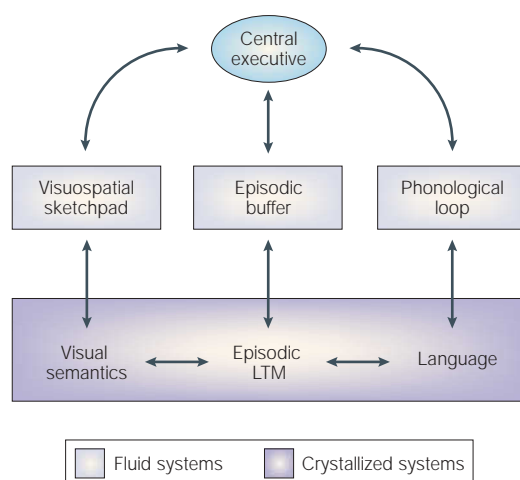 Central
executive
Visuospatial
sketchpad
Episodic
buffer
Phonological
loop
Visual
semantics
Episodic
LTM
Language
Fluid systems
Crystallized systems